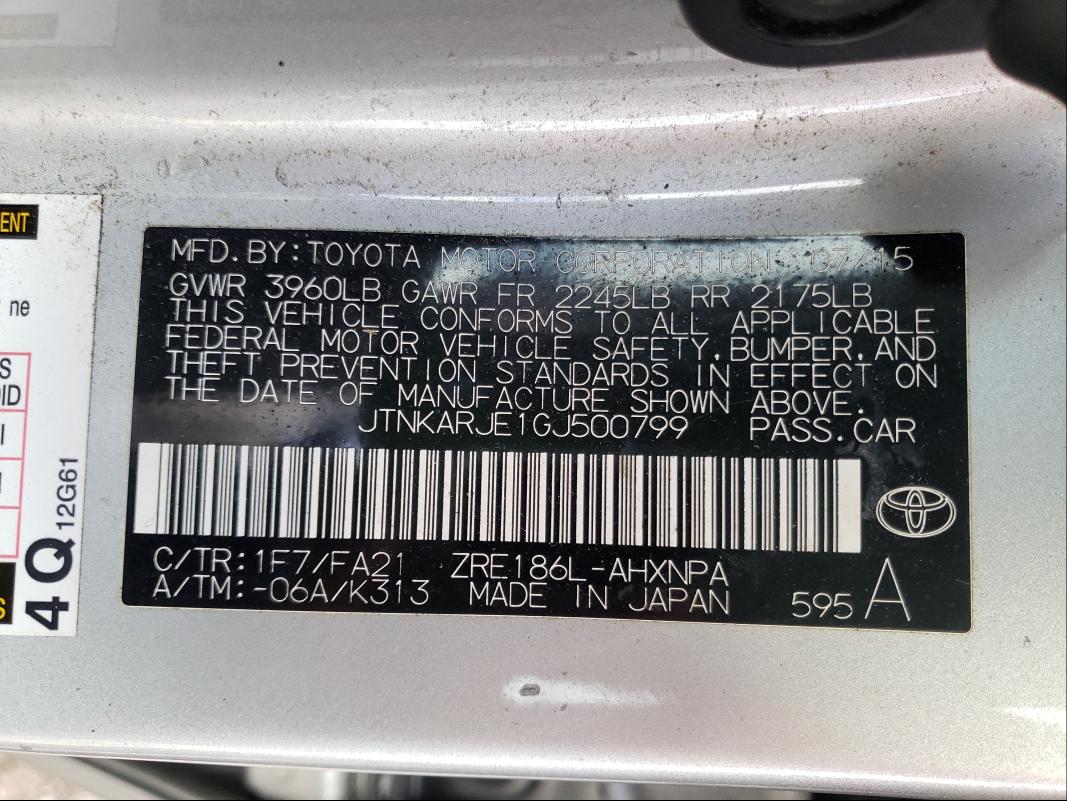 MFD.BY:TOYOTA MOTOR CORPORATION 07/15
GVWR 3960LB GAWR FR 2245LB RR 2175LB
THIS VEHICLE CONFORMS TO ALL APPLICABLE
FEDERAL MOTOR VEHICLE SAFETY,BUMPER,AND
THEFT PREVENTION STANDARDS IN EFFECT ON
THE DATE OF MANUFACTURE SHOWN ABOVE.
JTNKARJE1GJ500799 PASS.CAR
C/TR:1F7/FA21 ZRE186L-AHXNPA
A/TM:-06A/K313 MADE IN JAPAN 595 A
ENT
ne
S
OID
I
S
4Q 12G61